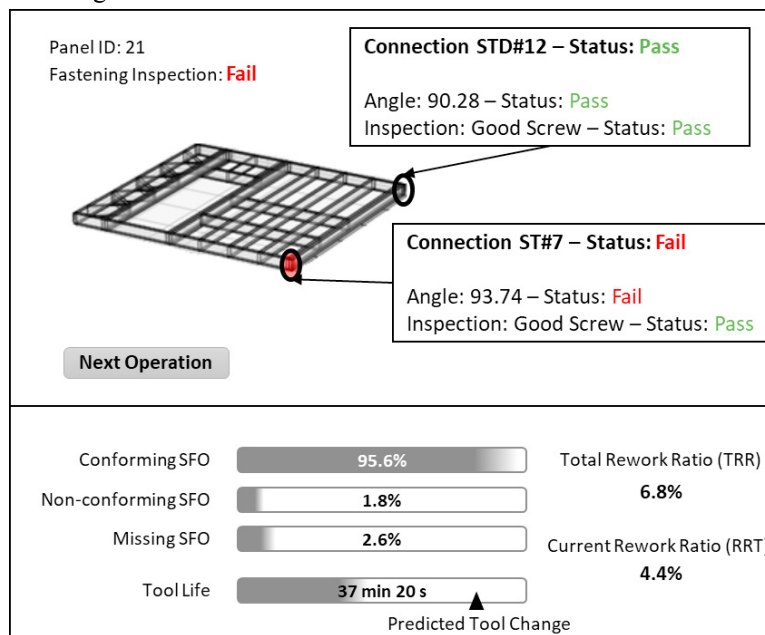 Panel ID: 21
Fastening Inspection: Fail
Connection STD#12 – Status: Pass
Angle: 90.28 – Status: Pass
Inspection: Good Screw – Status: Pass
Connection ST#7 – Status: Fail
Angle: 93.74 – Status: Fail
Inspection: Good Screw – Status: Pass
Next Operation
Conforming SFO
95.6%
Non-conforming SFO
1.8%
Missing SFO
2.6%
Tool Life
37 min 20 s
Predicted Tool Change
Total Rework Ratio (TRR)
6.8%
Current Rework Ratio (RRT)
4.4%